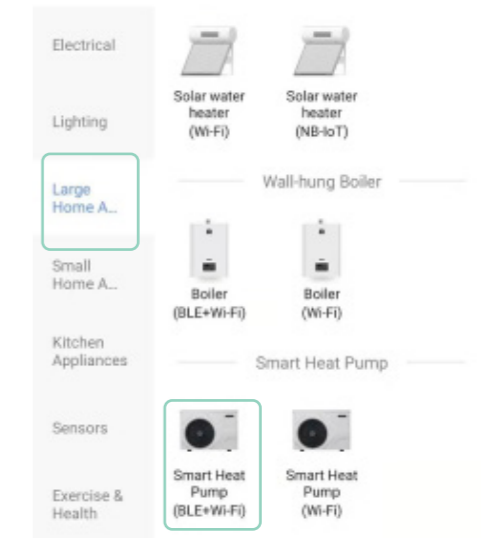 Electrical
Lighting
Large
Home A...
Small
Home A...
Kitchen
Appliances
Sensors
Exercise &
Health
Solar water
heater
(Wi-Fi)
Solar water
heater
(NB-IoT)
Wall-hung Boiler
Boiler
(BLE+Wi-Fi)
Boiler
(Wi-Fi)
Smart Heat Pump
Smart Heat
Pump
(BLE+Wi-Fi)
Smart Heat
Pump
(Wi-Fi)